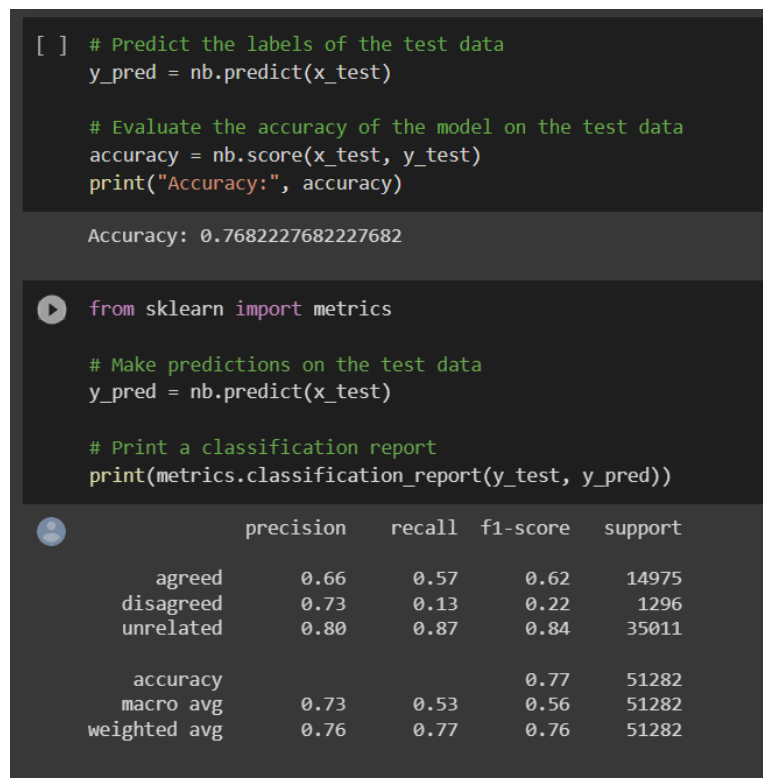 [ ] # Predict the labels of the test data
y_pred = nb.predict(x_test)
# Evaluate the accuracy of the model on the test data
accuracy = nb.score(x_test, y_test)
print("Accuracy:", accuracy)
Accuracy: 0.7682227682227682
from sklearn import metrics
# Make predictions on the test data
y_pred = nb.predict(x_test)
# Print a classification report
print(metrics.classification_report(y_test, y_pred))
precision recall f1-score support
agreed 0.66 0.57 0.62 14975
disagreed 0.73 0.13 0.22 1296
unrelated 0.80 0.87 0.84 35011
accuracy 0.77 51282
macro avg 0.73 0.53 0.56 51282
weighted avg 0.76 0.77 0.76 51282